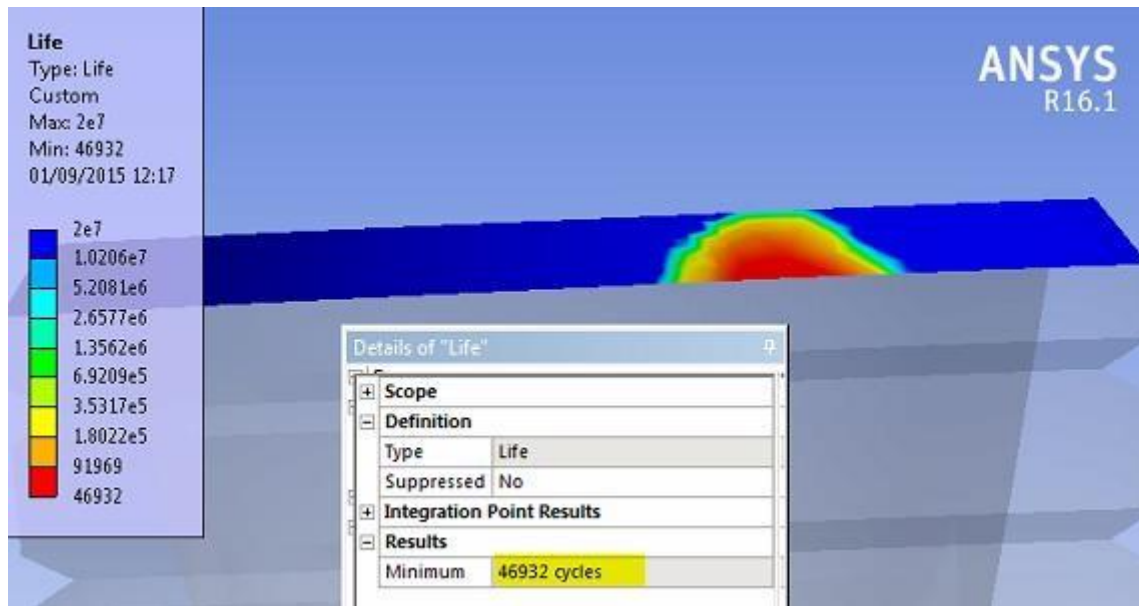 Life
Type: Life
Custom
Max: 2e7
Min: 46932
01/09/2015 12:17
2e7
1.0206e7
5.2081e6
2.6577e6
1.3562e6
6.9209e5
3.5317e5
1.8022e5
91969
46932
ANSYS
R16.1
Details of "Life"
Scope
Definition
Type Life
Suppressed No
Integration Point Results
Results
Minimum 46932 cycles